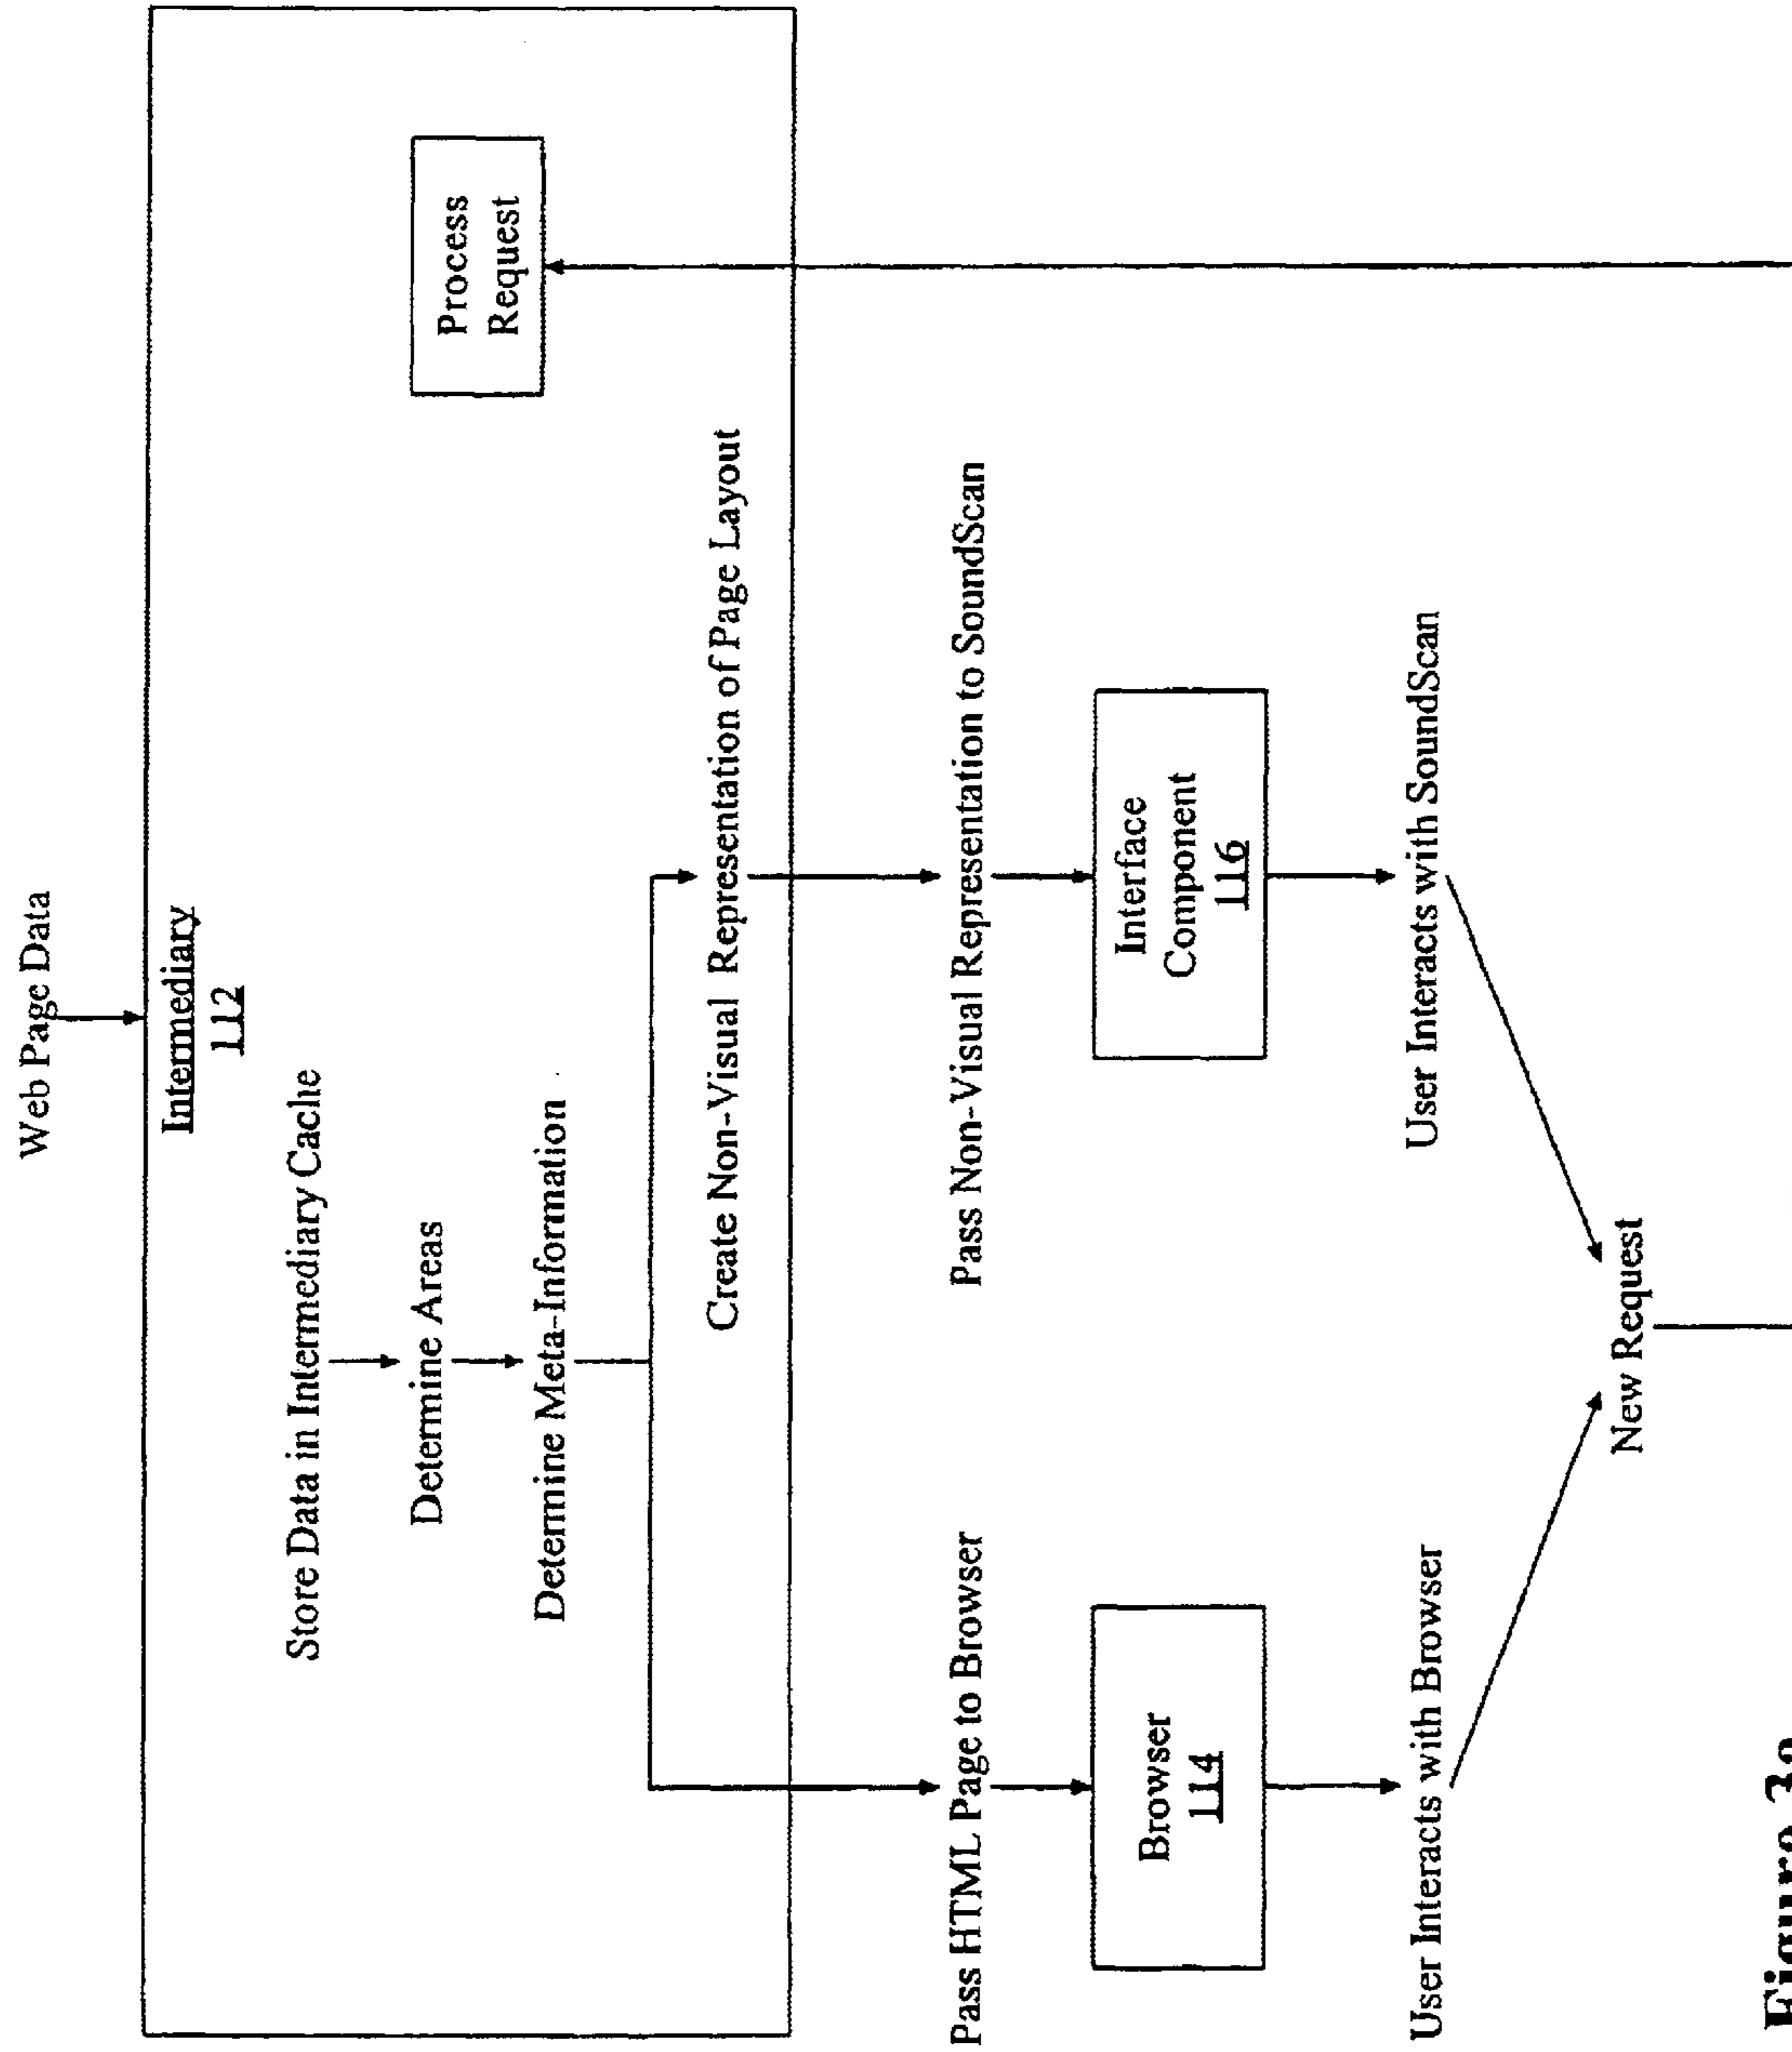 Web Page Data
Intermediary
112
Store Data in Intermediary Cache
Determine Areas
Determine Meta-Information
Process
Request
Create Non-Visual Representation of Page Layout
Pass HTML Page to Browser
Pass Non-Visual Representation to SoundScan
Browser
114
Interface
Component
116
User Interacts with Browser
User Interacts with SoundScan
New Request
Figure